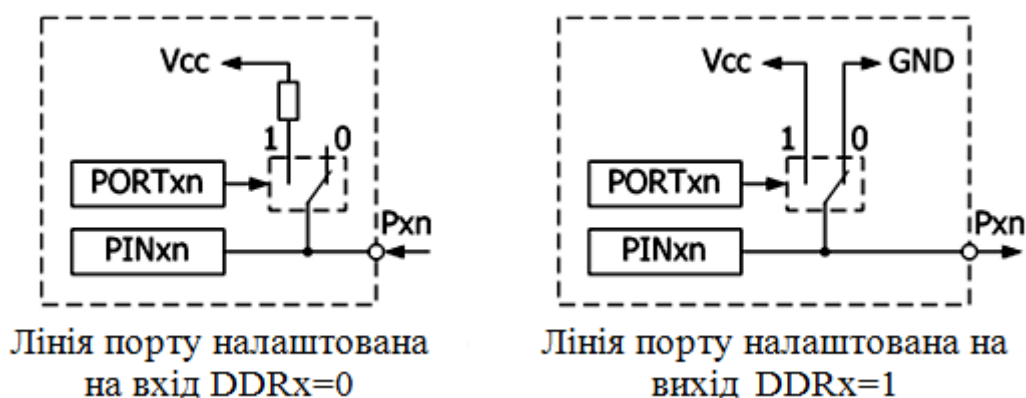 Vcc
1 0
PORTxn
PINxn
Pxn
Лінія порту налаштована
на вхід DDRx=0
Vcc GND
1 0
PORTxn
PINxn
Pxn
Лінія порту налаштована на
вихід DDRx=1